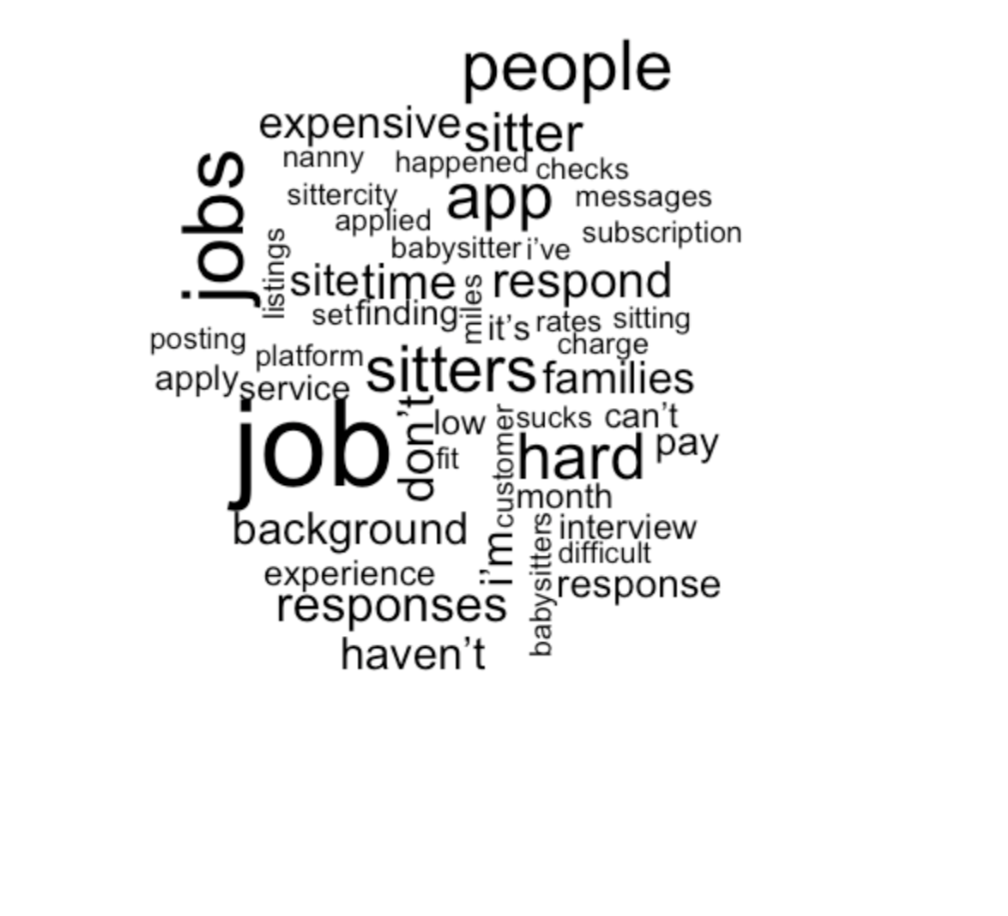 people
expensive sitter
nanny happened checks
jobs
sittercity app messages
applied subscription
babysitter i've
listings
site time respond
miles
set finding it's rates sitting
posting charge
platform sitters families
apply service
job don't low sucks can't
customer
fit hard pay
month
background i'm interview
babysitters
difficult
experience response
responses
haven't